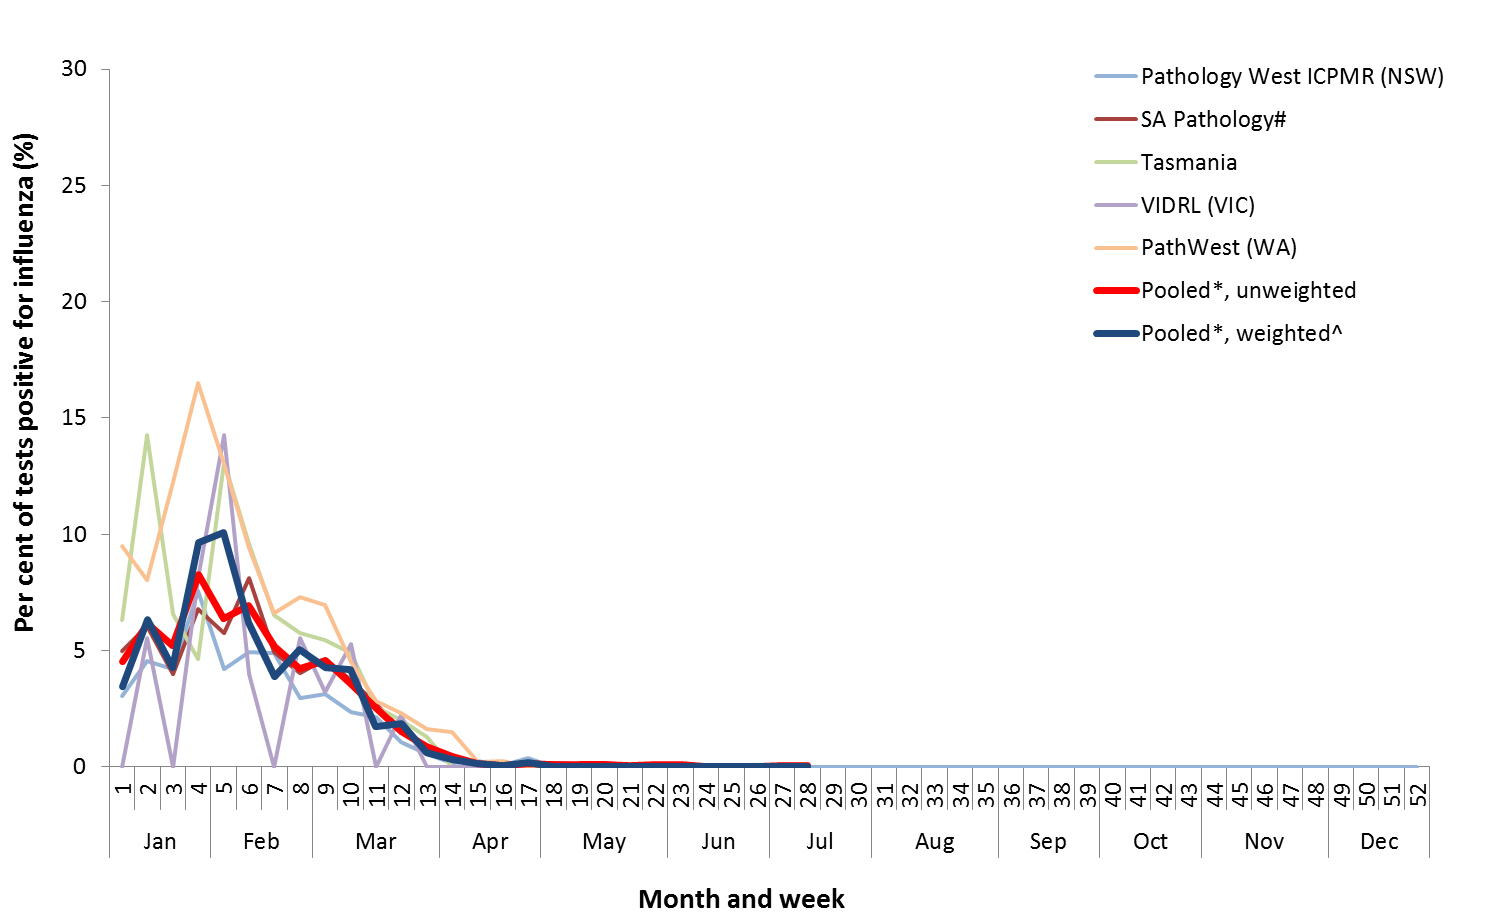 30
25
20
15
10
5
0
Per cent of tests positive for influenza (%)
Pathology West ICPMR (NSW)
SA Pathology#
Tasmania
VIDRL (VIC)
PathWest (WA)
Pooled*, unweighted
Pooled*, weighted^
1 2 3 4 5 6 7 8 9 10 11 12 13 14 15 16 17 18 19 20 21 22 23 24 25 26 27 28 29 30 31 32 33 34 35 36 37 38 39 40 41 42 43 44 45 46 47 48 49 50 51 52
Jan Feb Mar Apr May Jun Jul Aug Sep Oct Nov Dec
Month and week